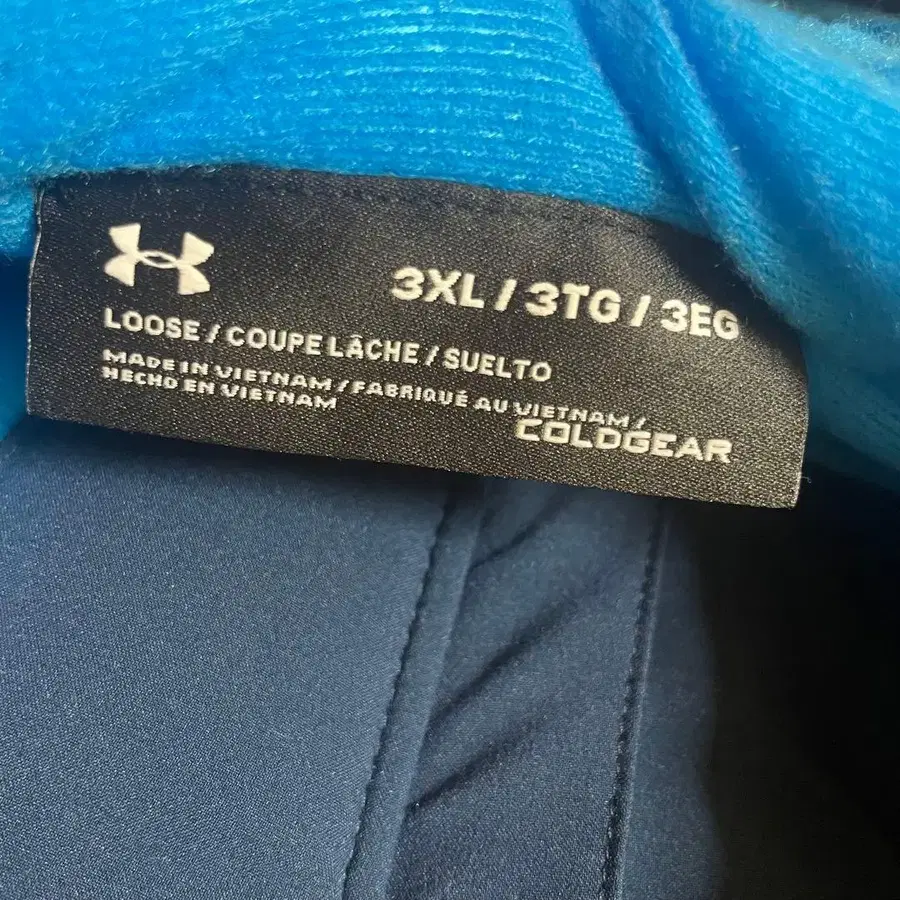 3XL / 3TG / 3EG
LOOSE / COUPE LÂCHE / SUELTO
MADE IN VIETNAM / FABRIQUÉ AU VIETNAM /
HECHO EN VIETNAM
COLDGEAR